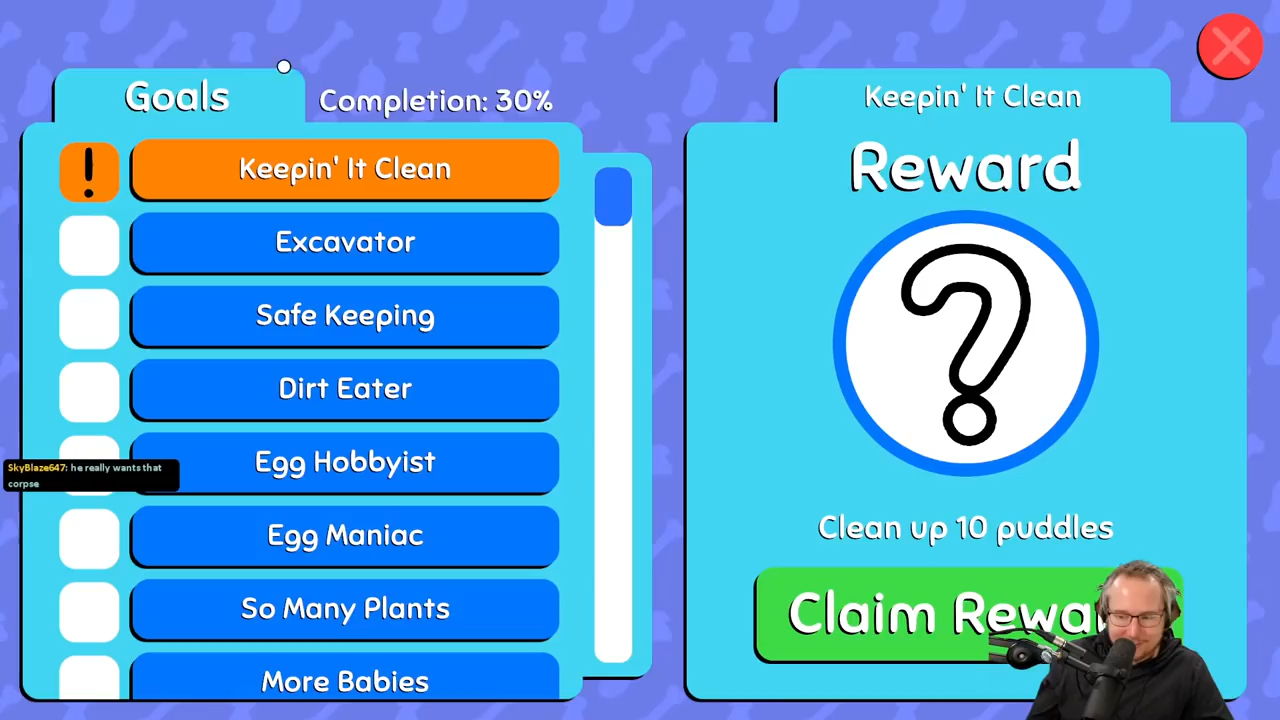 Goals
Completion: 30%
!
Keepin' It Clean
Excavator
Safe Keeping
Dirt Eater
Egg Hobbyist
Egg Maniac
So Many Plants
More Babies
SkyBlaze647: he really wants that
corpse
Keepin' It Clean
Reward
?
Clean up 10 puddles
Claim Rewar